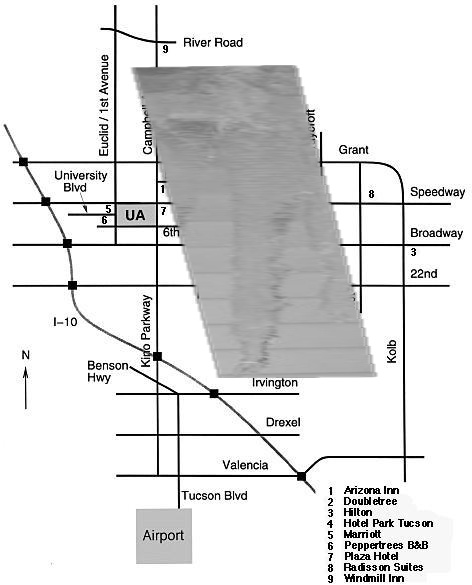 River Road
9
Euclid / 1st Avenue
Campbell
Grant
University
Blvd
1
8
Speedway
5
UA
7
6
6th
Broadway
3
22nd
I-10
Kino Parkway
Kolb
N
Benson
Hwy
Irvington
Drexel
Valencia
Tucson Blvd
Airport
1 Arizona Inn
2 Doubletree
3 Hilton
4 Hotel Park Tucson
5 Marriott
6 Peppertrees B&B
7 Plaza Hotel
8 Radisson Suites
9 Windmill Inn